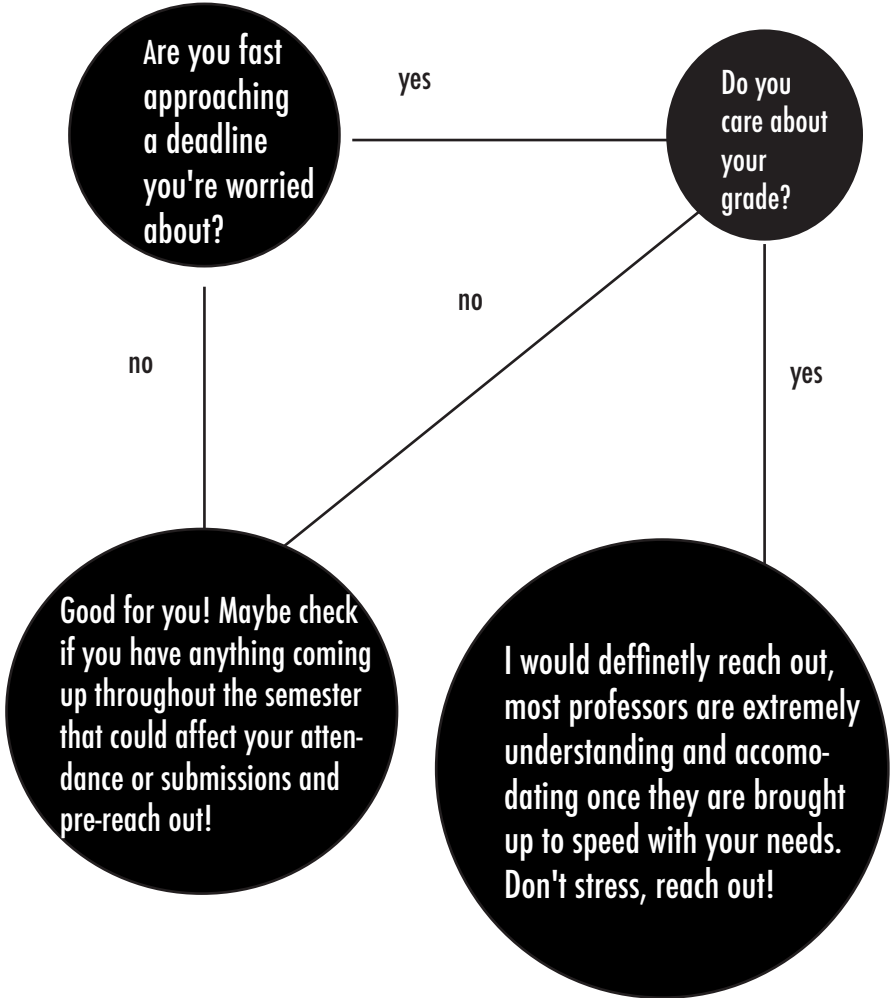 Are you fast
approaching
a deadline
you're worried
about?
yes
Do you
care about
your
grade?
no
no
yes
Good for you! Maybe check
if you have anything coming
up throughout the semester
that could affect your atten-
dance or submissions and
pre-reach out!
I would deffinetly reach out,
most professors are extremely
understanding and accomo-
dating once they are brought
up to speed with your needs.
Don't stress, reach out!